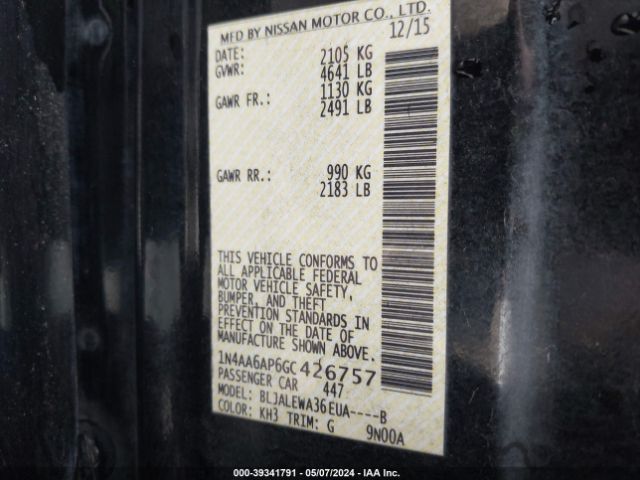 MFD BY NISSAN MOTOR CO., LTD.
DATE: 12/15
GVWR: 2105 KG
4641 LB
GAWR FR.: 1130 KG
2491 LB
GAWR RR.: 990 KG
2183 LB
THIS VEHICLE CONFORMS TO
ALL APPLICABLE FEDERAL
MOTOR VEHICLE SAFETY,
BUMPER, AND THEFT
PREVENTION STANDARDS IN
EFFECT ON THE DATE OF
MANUFACTURE SHOWN ABOVE.
1N4AA6AP6GC426757
PASSENGER CAR 447
MODEL: BLJALEWA36EUA----B
COLOR: KH3 TRIM: G 9N00A
000-39341791 - 05/07/2024 - IAA Inc.